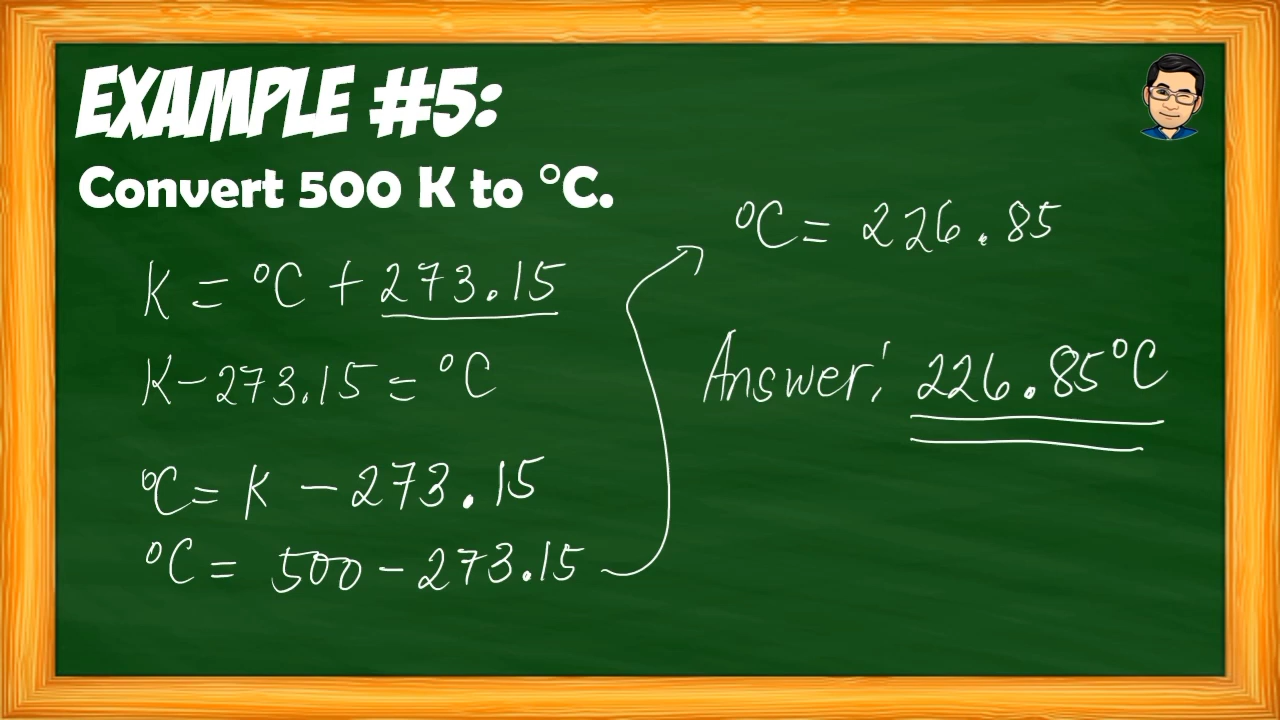 EXAMPLE #5:
Convert 500 K to °C.
K = °C + 273.15
K - 273.15 = °C
°C = K - 273.15
°C = 500 - 273.15
°C = 226.85
Answer: 226.85°C